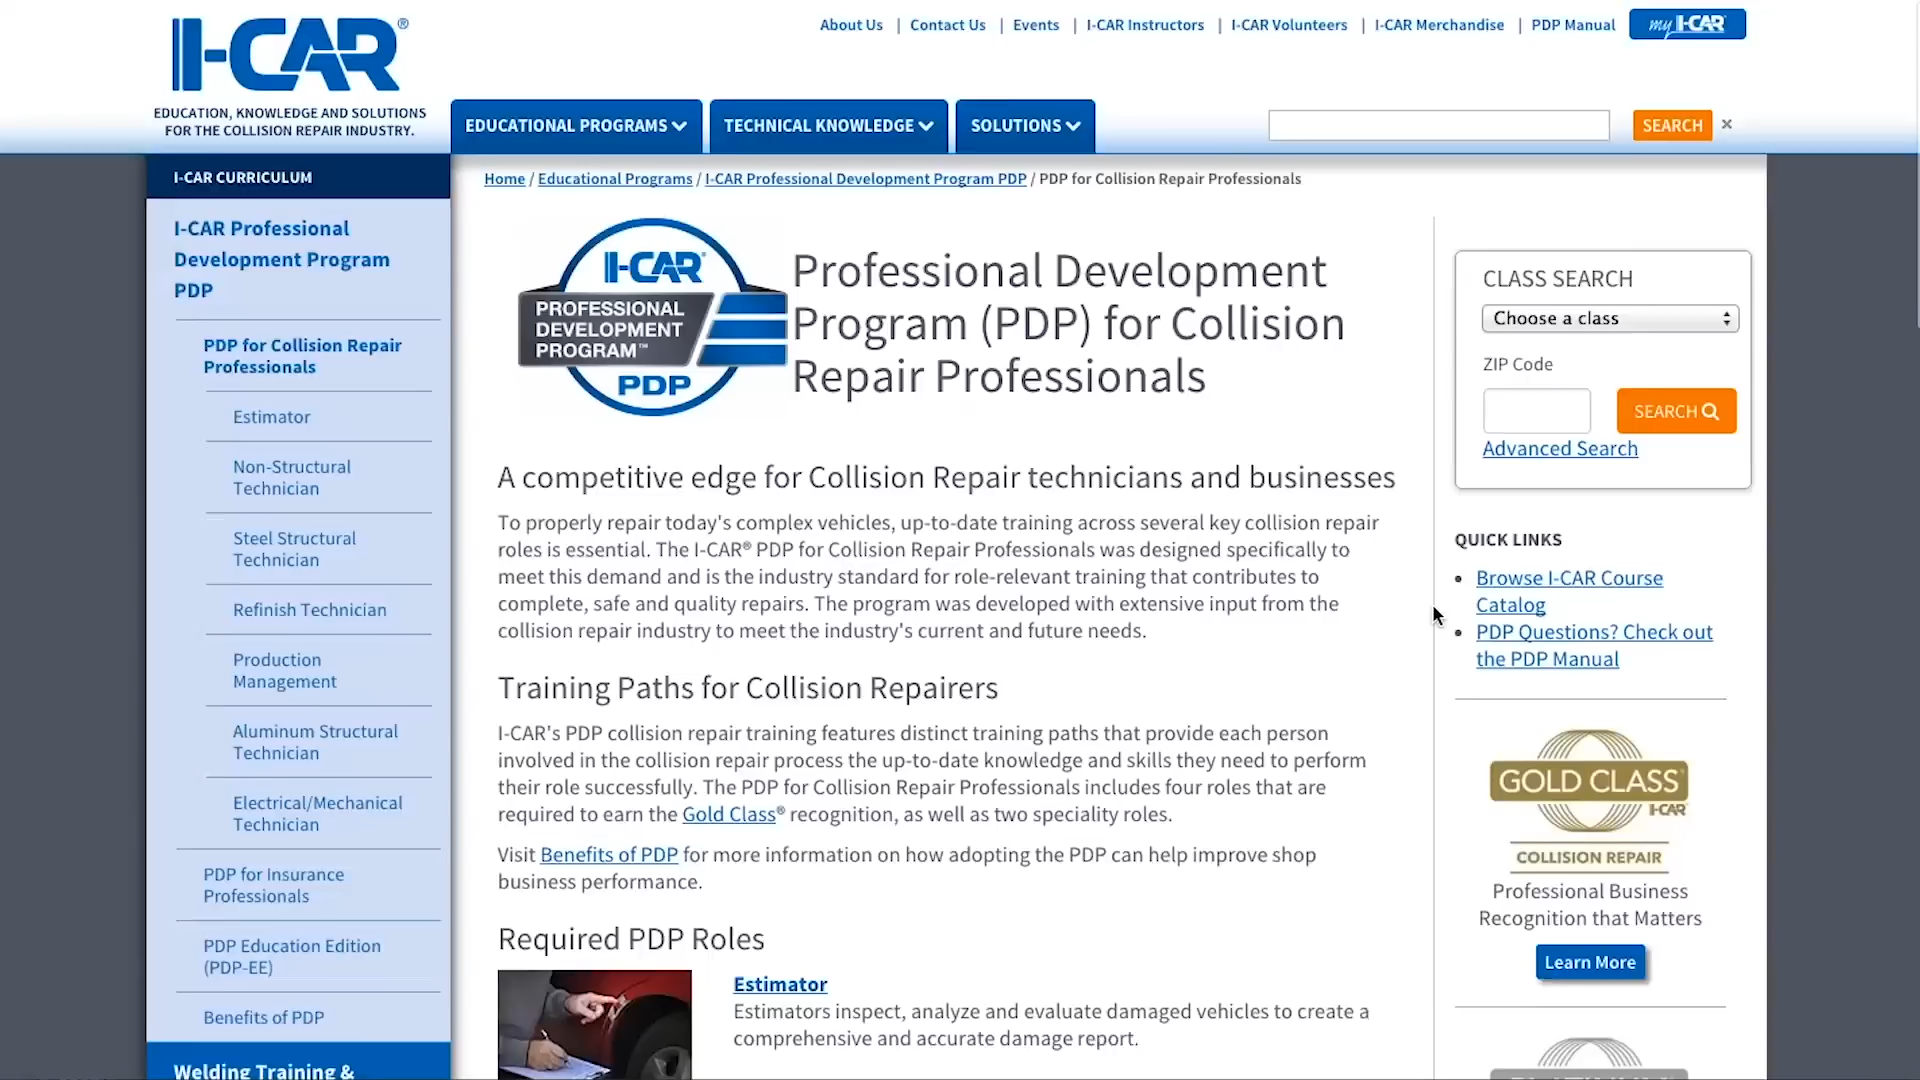 I-CAR®
EDUCATION, KNOWLEDGE AND SOLUTIONS
FOR THE COLLISION REPAIR INDUSTRY.
About Us | Contact Us | Events | I-CAR Instructors | I-CAR Volunteers | I-CAR Merchandise | PDP Manual
my I-CAR
EDUCATIONAL PROGRAMS
TECHNICAL KNOWLEDGE
SOLUTIONS
SEARCH ×
I-CAR CURRICULUM
I-CAR Professional
Development Program
PDP
PDP for Collision Repair
Professionals
Estimator
Non-Structural
Technician
Steel Structural
Technician
Refinish Technician
Production
Management
Aluminum Structural
Technician
Electrical/Mechanical
Technician
PDP for Insurance
Professionals
PDP Education Edition
(PDP-EE)
Benefits of PDP
Welding Training &
Home / Educational Programs / I-CAR Professional Development Program PDP / PDP for Collision Repair Professionals
I-CAR®
PROFESSIONAL
DEVELOPMENT
PROGRAM™
PDP
Professional Development
Program (PDP) for Collision
Repair Professionals
A competitive edge for Collision Repair technicians and businesses
To properly repair today's complex vehicles, up-to-date training across several key collision repair
roles is essential. The I-CAR® PDP for Collision Repair Professionals was designed specifically to
meet this demand and is the industry standard for role-relevant training that contributes to
complete, safe and quality repairs. The program was developed with extensive input from the
collision repair industry to meet the industry's current and future needs.
Training Paths for Collision Repairers
I-CAR's PDP collision repair training features distinct training paths that provide each person
involved in the collision repair process the up-to-date knowledge and skills they need to perform
their role successfully. The PDP for Collision Repair Professionals includes four roles that are
required to earn the Gold Class® recognition, as well as two speciality roles.
Visit Benefits of PDP for more information on how adopting the PDP can help improve shop
business performance.
Required PDP Roles
Estimator
Estimators inspect, analyze and evaluate damaged vehicles to create a
comprehensive and accurate damage report.
CLASS SEARCH
Choose a class
ZIP Code
SEARCH
Advanced Search
QUICK LINKS
Browse I-CAR Course
Catalog
PDP Questions? Check out
the PDP Manual
GOLD CLASS
I-CAR
COLLISION REPAIR
Professional Business
Recognition that Matters
Learn More